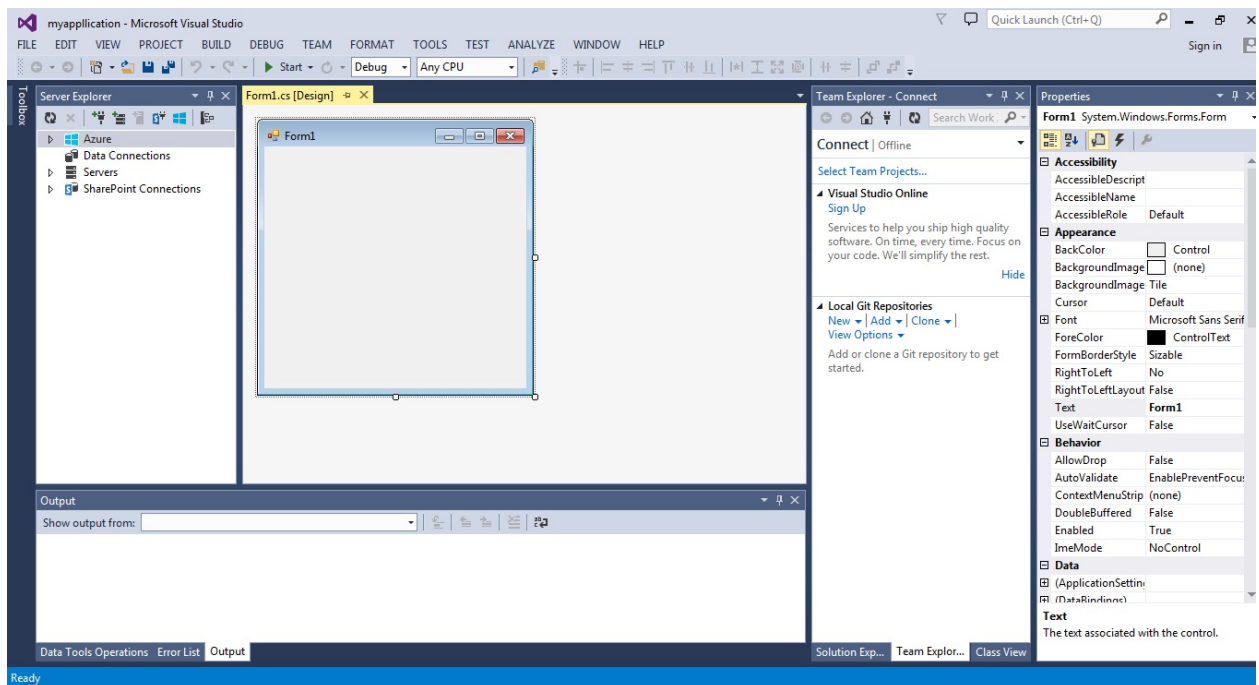 myappllication - Microsoft Visual Studio
Quick Launch (Ctrl+Q)
FILE EDIT VIEW PROJECT BUILD DEBUG TEAM FORMAT TOOLS TEST ANALYZE WINDOW HELP
Sign in
Start Debug Any CPU
Toolbox
Server Explorer
Azure
Data Connections
Servers
SharePoint Connections
Form1.cs [Design]
Form1
Output
Show output from:
Data Tools Operations Error List Output
Team Explorer - Connect
Search Work
Connect | Offline
Select Team Projects...
Visual Studio Online
Sign Up
Services to help you ship high quality
software. On time, every time. Focus on
your code. We'll simplify the rest.
Hide
Local Git Repositories
New | Add | Clone |
View Options
Add or clone a Git repository to get
started.
Solution Exp... Team Explor... Class View
Properties
Form1 System.Windows.Forms.Form
Accessibility
AccessibleDescript
AccessibleName
AccessibleRole Default
Appearance
BackColor Control
BackgroundImage (none)
BackgroundImage Tile
Cursor Default
Font Microsoft Sans Serif
ForeColor ControlText
FormBorderStyle Sizable
RightToLeft No
RightToLeftLayout False
Text Form1
UseWaitCursor False
Behavior
AllowDrop False
AutoValidate EnablePreventFocus
ContextMenuStrip (none)
DoubleBuffered False
Enabled True
ImeMode NoControl
Data
(ApplicationSettin
(DataBindings)
Text
The text associated with the control.
Ready